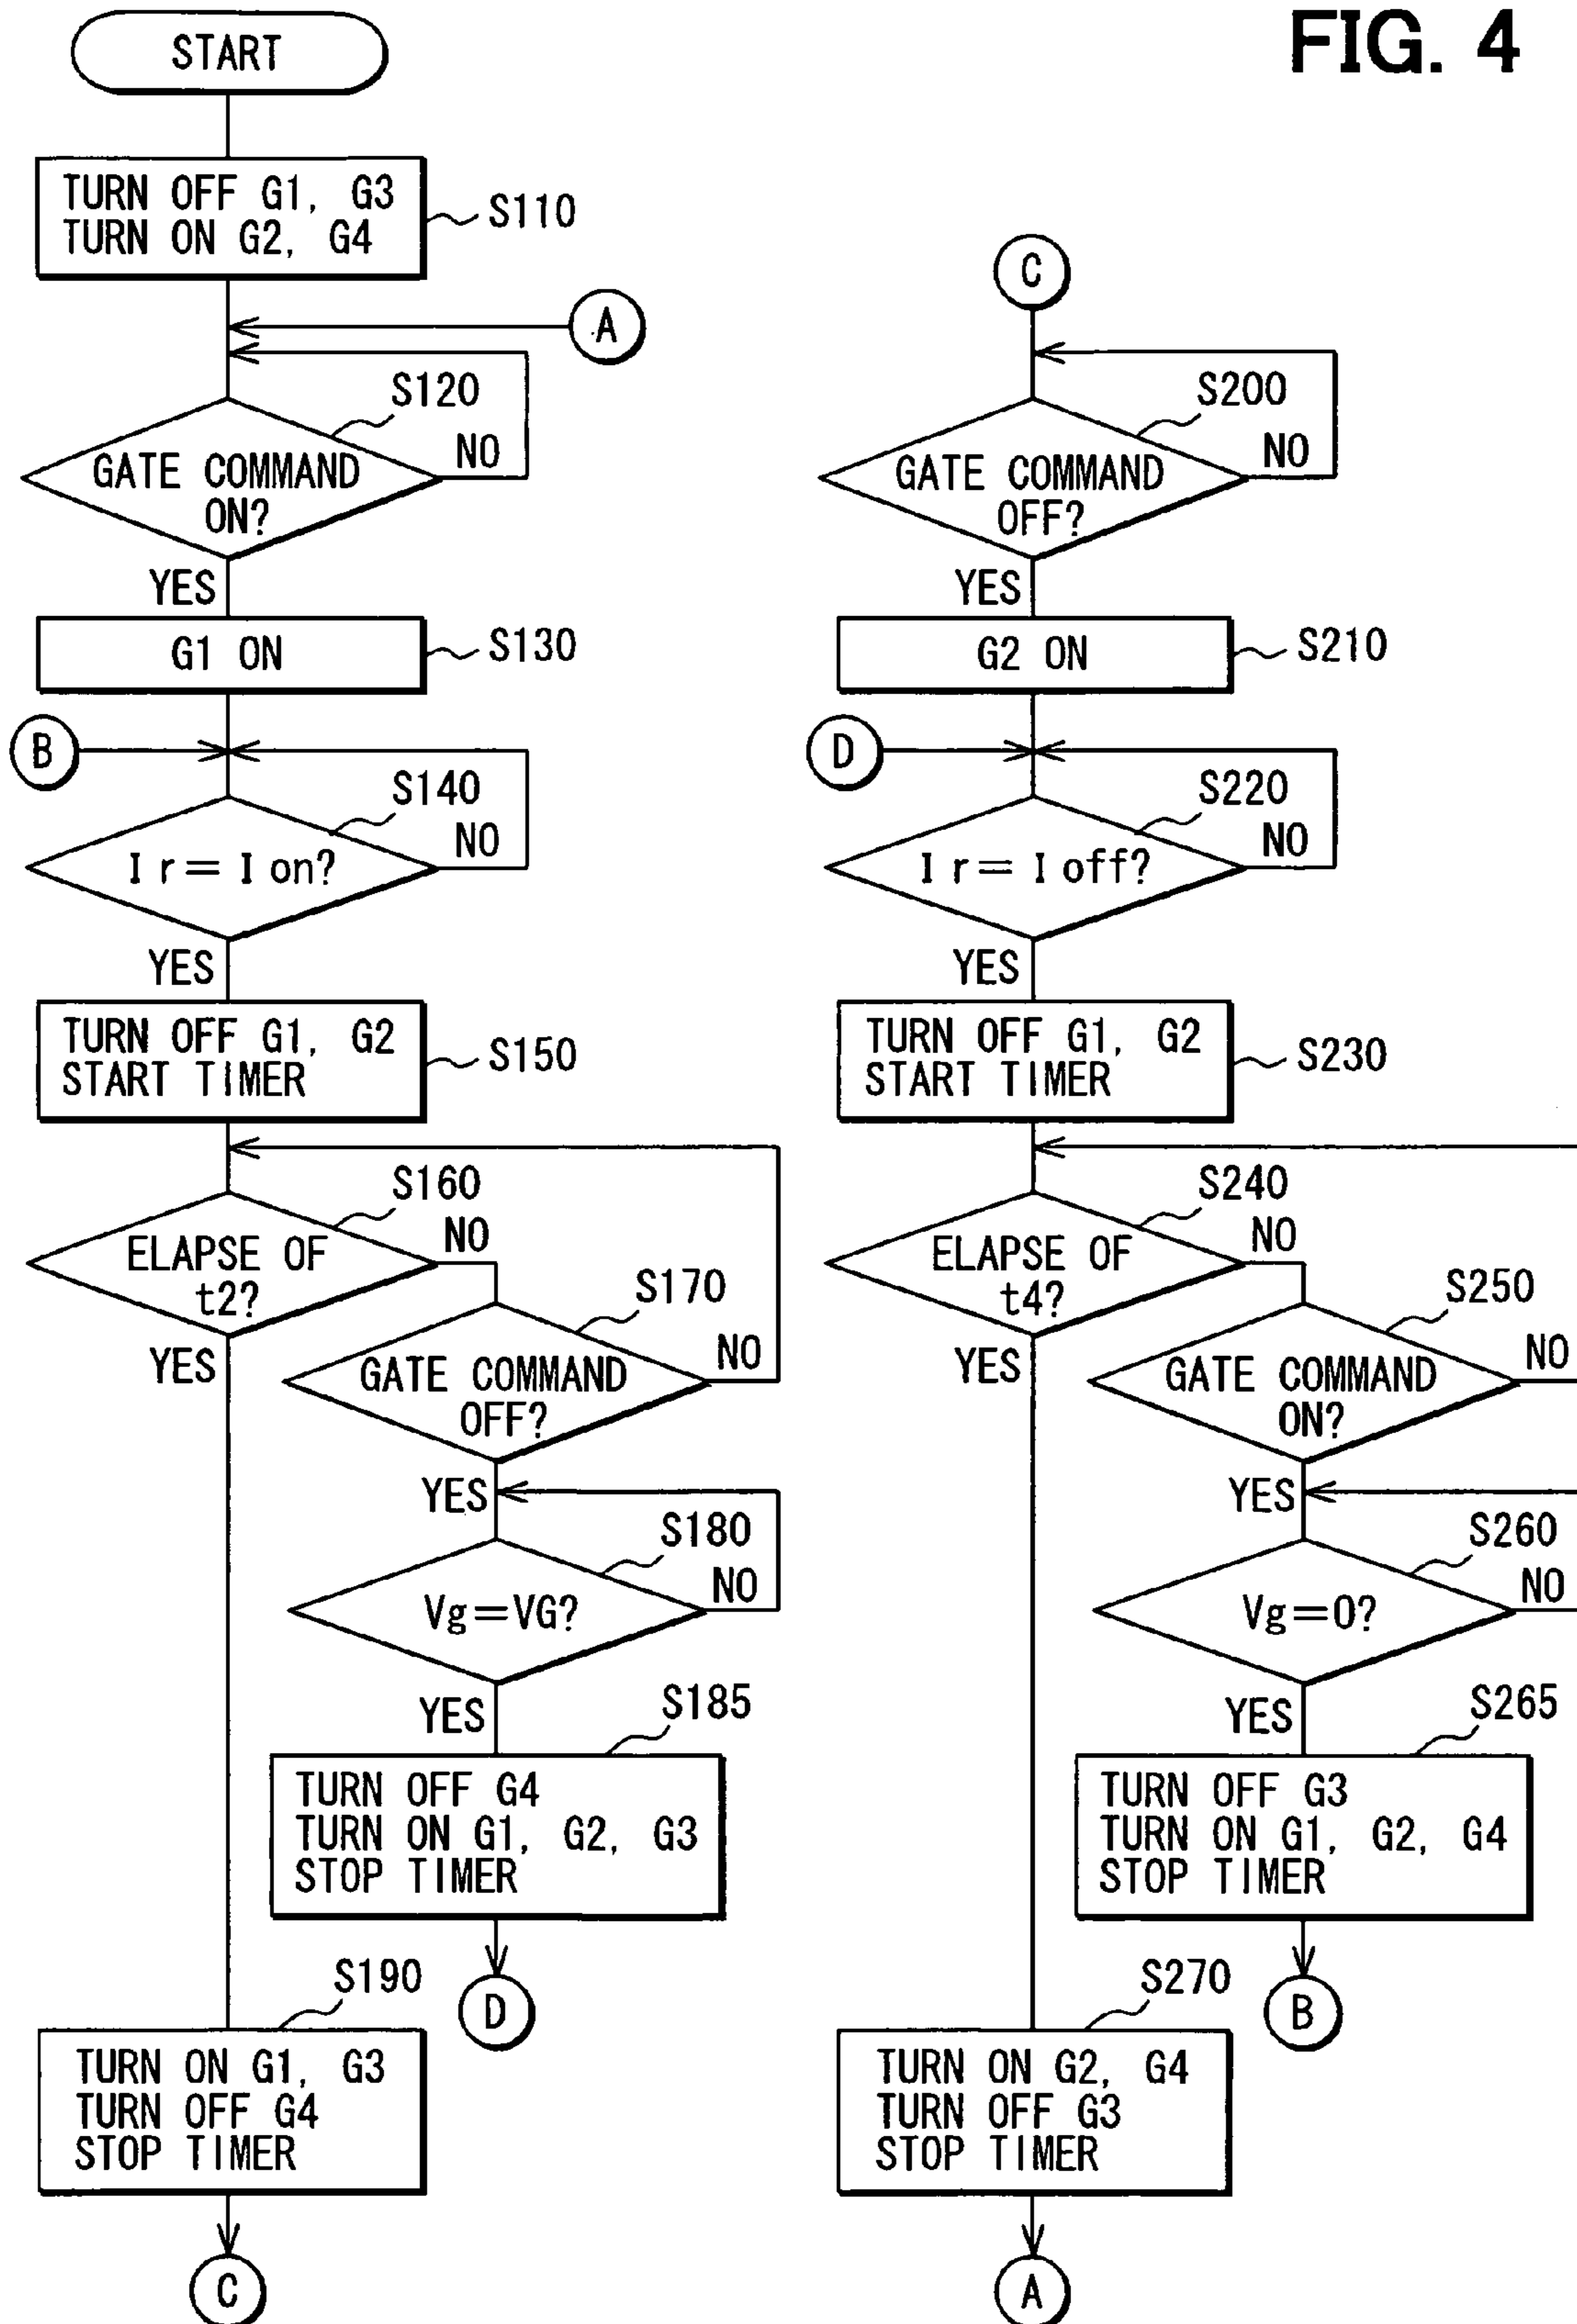 FIG. 4
START
TURN OFF G1, G3
TURN ON G2, G4
S110
A
S120
GATE COMMAND
ON?
NO
YES
G1 ON
S130
B
S140
Ir=Ion?
NO
YES
TURN OFF G1, G2
START TIMER
S150
S160
ELAPSE OF
t2?
NO
YES
S170
GATE COMMAND
OFF?
NO
YES
S180
Vg=VG?
NO
YES
S185
TURN OFF G4
TURN ON G1, G2, G3
STOP TIMER
D
S190
TURN ON G1, G3
TURN OFF G4
STOP TIMER
C
C
S200
GATE COMMAND
OFF?
NO
YES
G2 ON
S210
D
S220
Ir=Ioff?
NO
YES
TURN OFF G1, G2
START TIMER
S230
S240
ELAPSE OF
t4?
NO
YES
S250
GATE COMMAND
ON?
NO
YES
S260
Vg=0?
NO
YES
S265
TURN OFF G3
TURN ON G1, G2, G4
STOP TIMER
B
S270
TURN ON G2, G4
TURN OFF G3
STOP TIMER
A